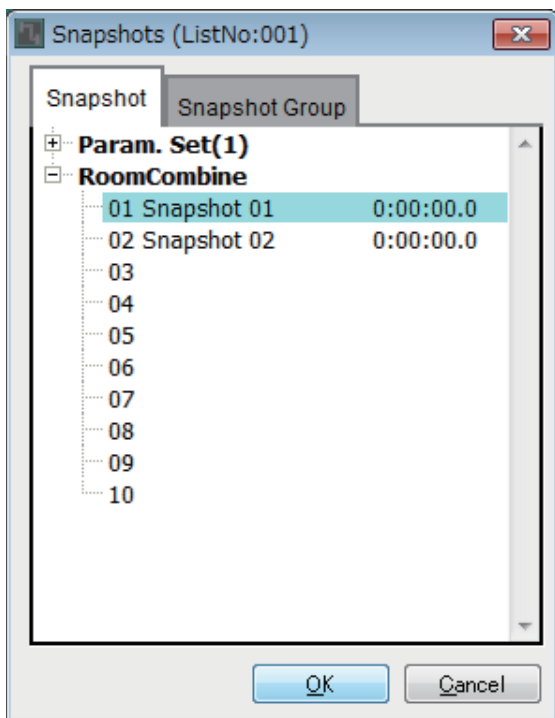 Snapshots (ListNo:001)
Snapshot Snapshot Group
Param. Set(1)
RoomCombine
01 Snapshot 01 0:00:00.0
02 Snapshot 02 0:00:00.0
03
04
05
06
07
08
09
10
OK Cancel